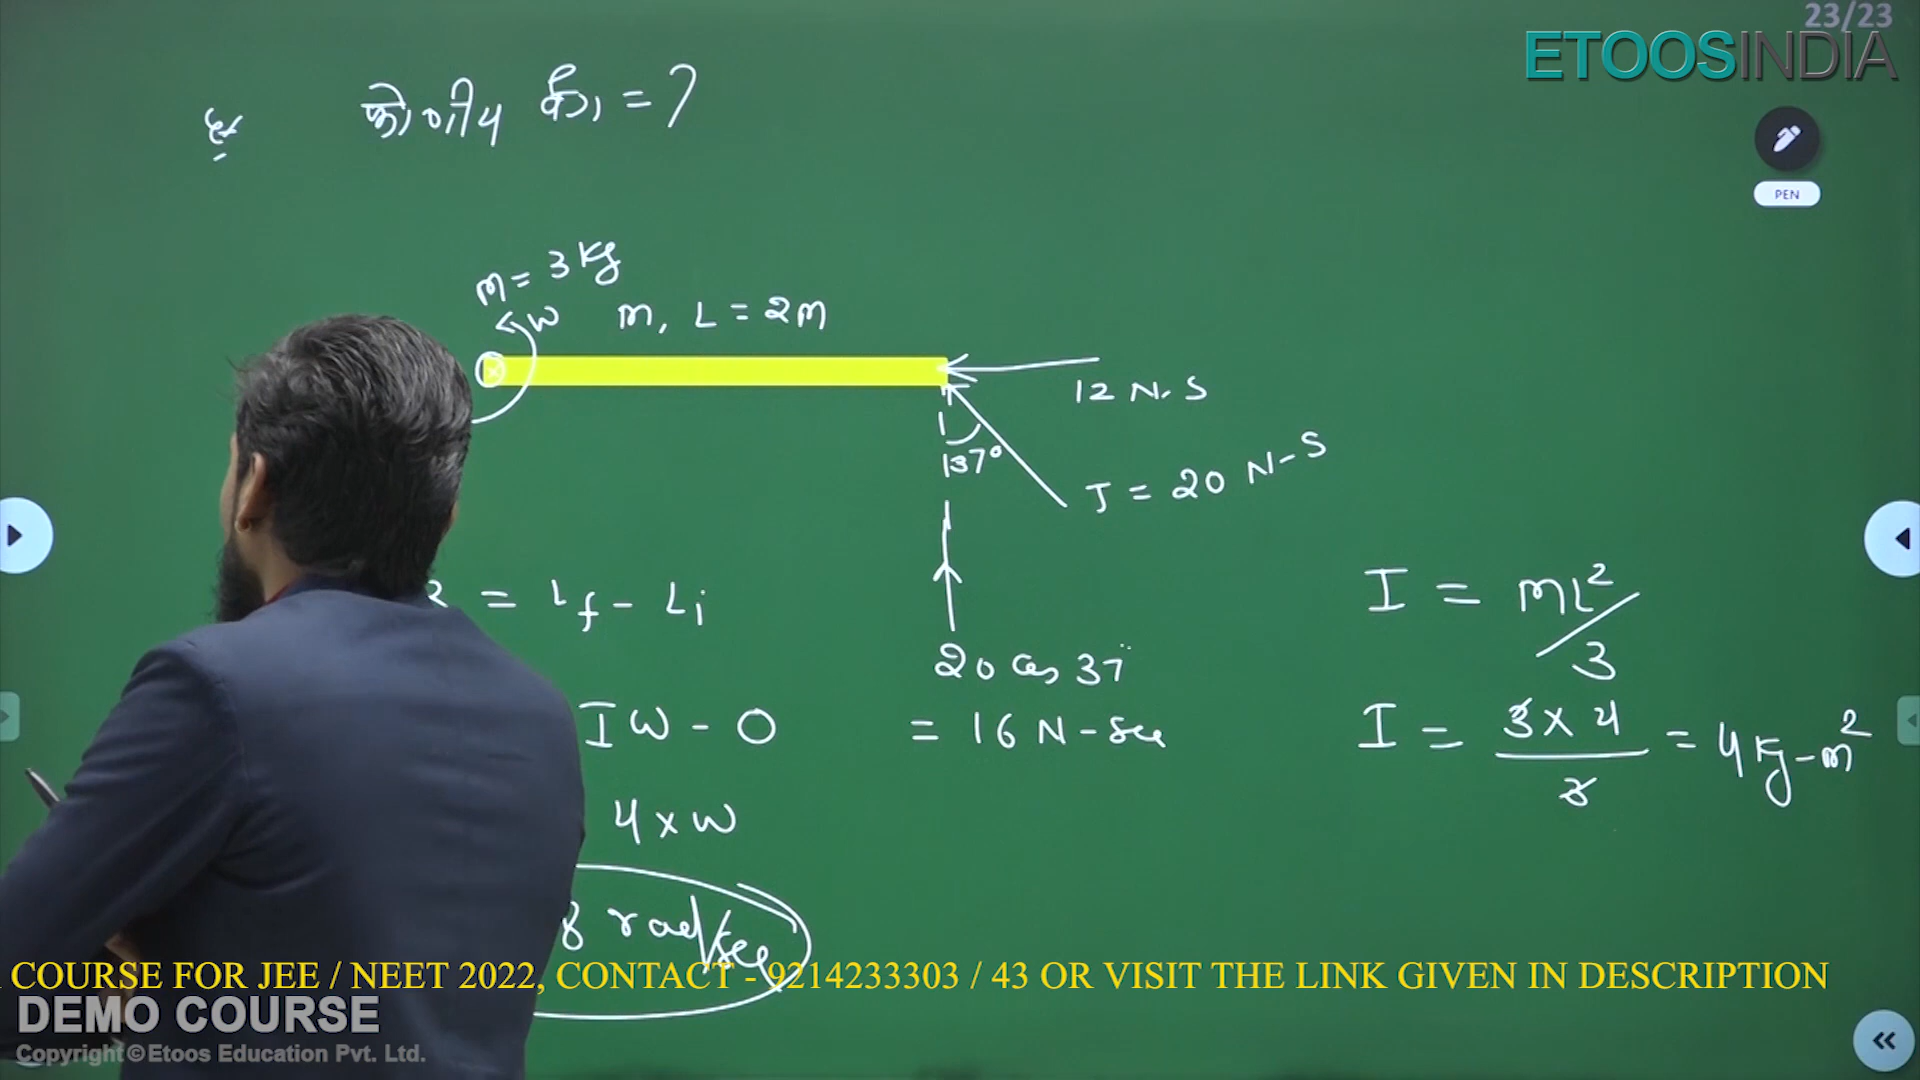 23/23
ETOOSINDIA
PEN
कोणीय वेग = ?
m = 3 kg
ω m, L = 2m
12 N-S
37°
J = 20 N-S
2 = Lf - Li
20 cos 37°
= 16 N-sec
Iω - 0
4 × ω
8 rad/sec
I = mL²/3
I = 3 × 4 / 3 = 4 kg-m²
COURSE FOR JEE / NEET 2022, CONTACT - 9214233303 / 43 OR VISIT THE LINK GIVEN IN DESCRIPTION
DEMO COURSE
Copyright © Etoos Education Pvt. Ltd.